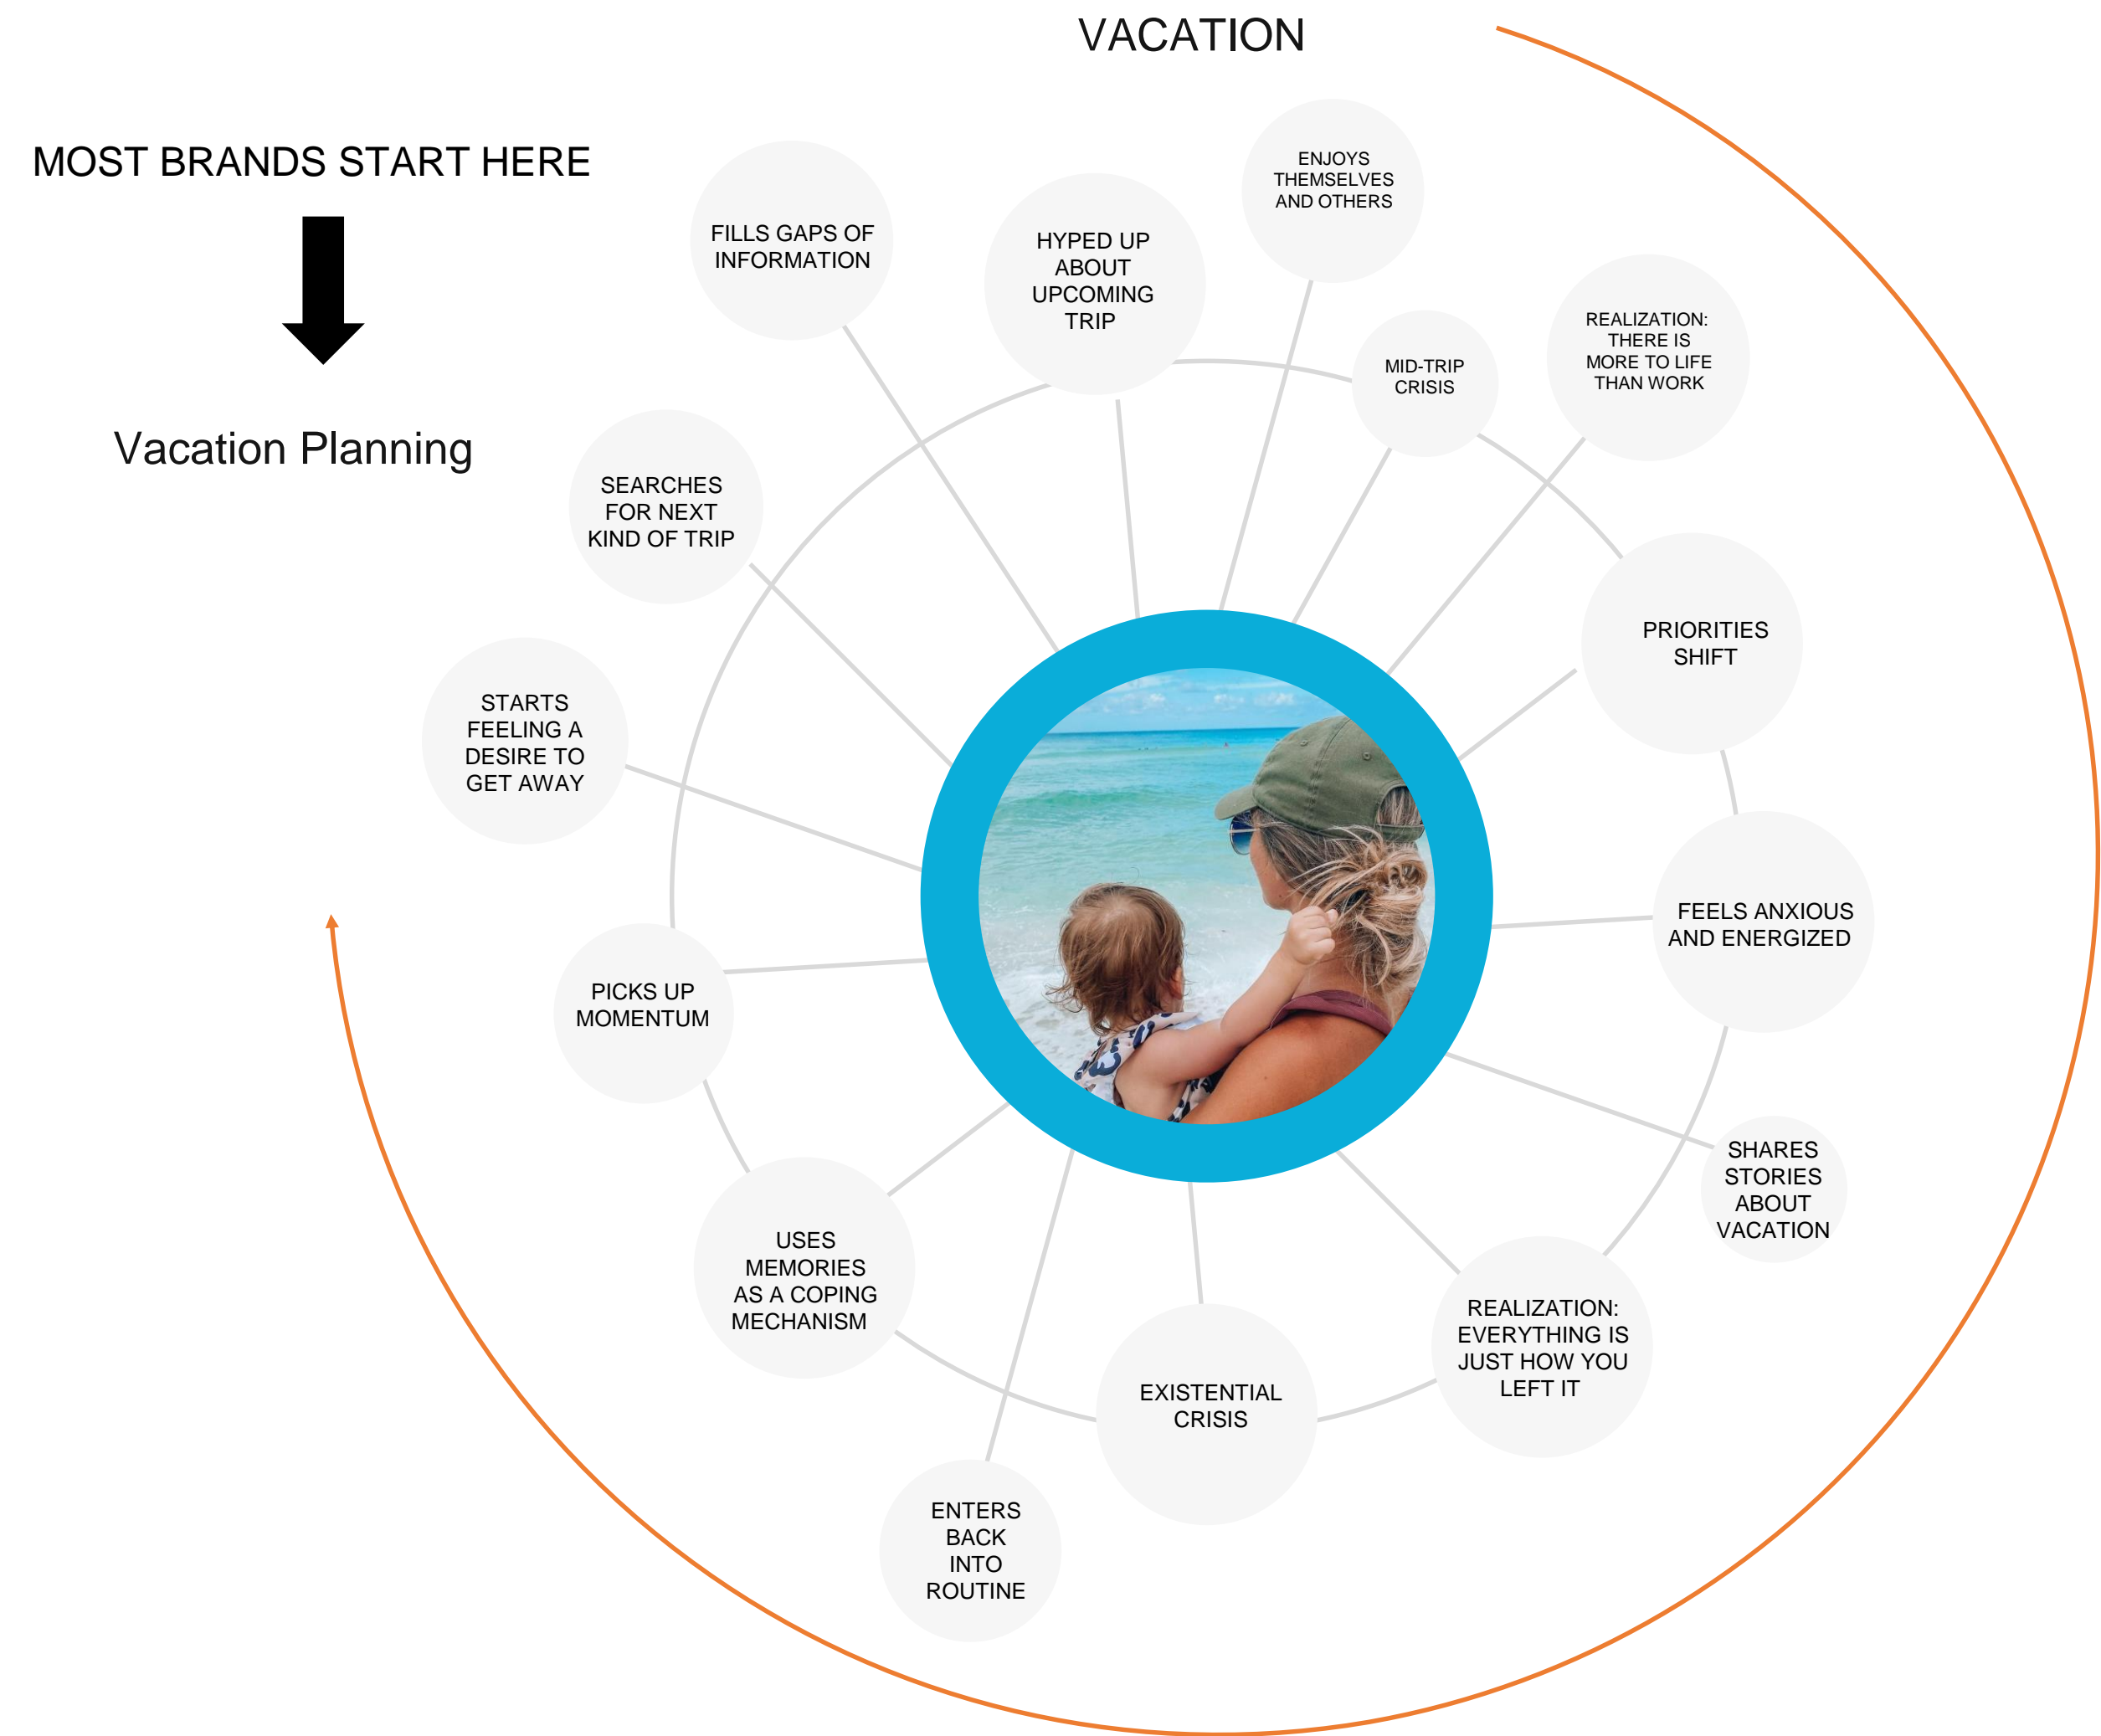 VACATION
MOST BRANDS START HERE
Vacation Planning
FILLS GAPS OF
INFORMATION
HYPED UP
ABOUT
UPCOMING
TRIP
ENJOYS
THEMSELVES
AND OTHERS
MID-TRIP
CRISIS
REALIZATION:
THERE IS
MORE TO LIFE
THAN WORK
PRIORITIES
SHIFT
FEELS ANXIOUS
AND ENERGIZED
SHARES
STORIES
ABOUT
VACATION
REALIZATION:
EVERYTHING IS
JUST HOW YOU
LEFT IT
EXISTENTIAL
CRISIS
ENTERS
BACK
INTO
ROUTINE
USES
MEMORIES
AS A COPING
MECHANISM
PICKS UP
MOMENTUM
STARTS
FEELING A
DESIRE TO
GET AWAY
SEARCHES
FOR NEXT
KIND OF TRIP